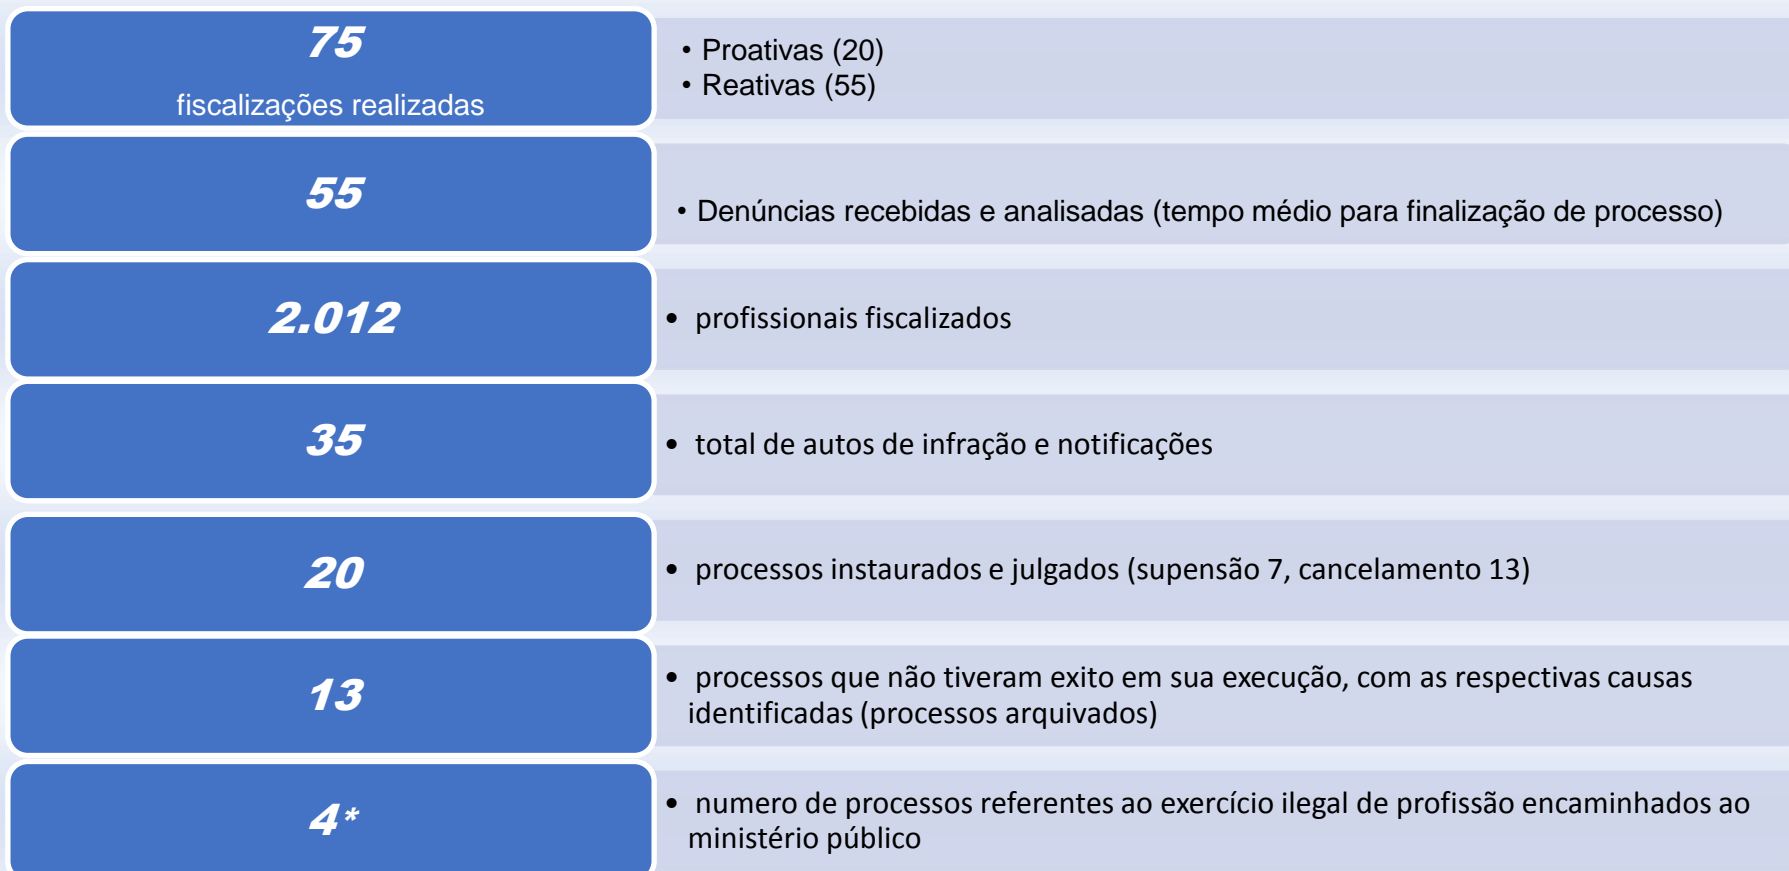 75
fiscalizações realizadas
• Proativas (20)
• Reativas (55)
55
• Denúncias recebidas e analisadas (tempo médio para finalização de processo)
2.012
• profissionais fiscalizados
35
• total de autos de infração e notificações
20
• processos instaurados e julgados (supensão 7, cancelamento 13)
13
• processos que não tiveram exito em sua execução, com as respectivas causas
identificadas (processos arquivados)
4*
• numero de processos referentes ao exercício ilegal de profissão encaminhados ao
ministério público